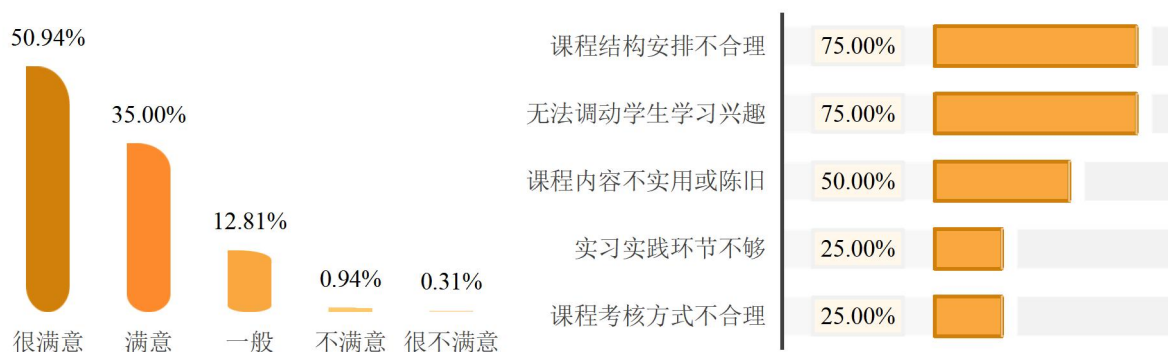 50.94%
35.00%
12.81%
0.94%
0.31%
很满意
满意
一般
不满意
很不满意
课程结构安排不合理 75.00%
无法调动学生学习兴趣 75.00%
课程内容不实用或陈旧 50.00%
实习实践环节不够 25.00%
课程考核方式不合理 25.00%